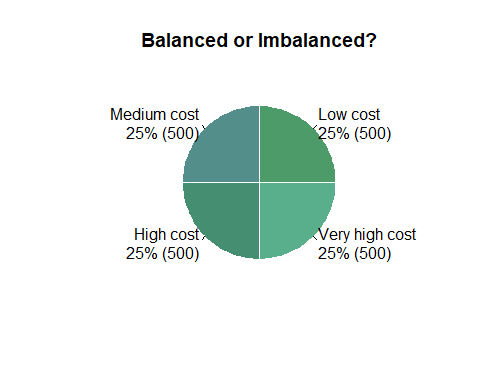 Balanced or Imbalanced?
Medium cost
25% (500)
Low cost
25% (500)
High cost
25% (500)
Very high cost
25% (500)